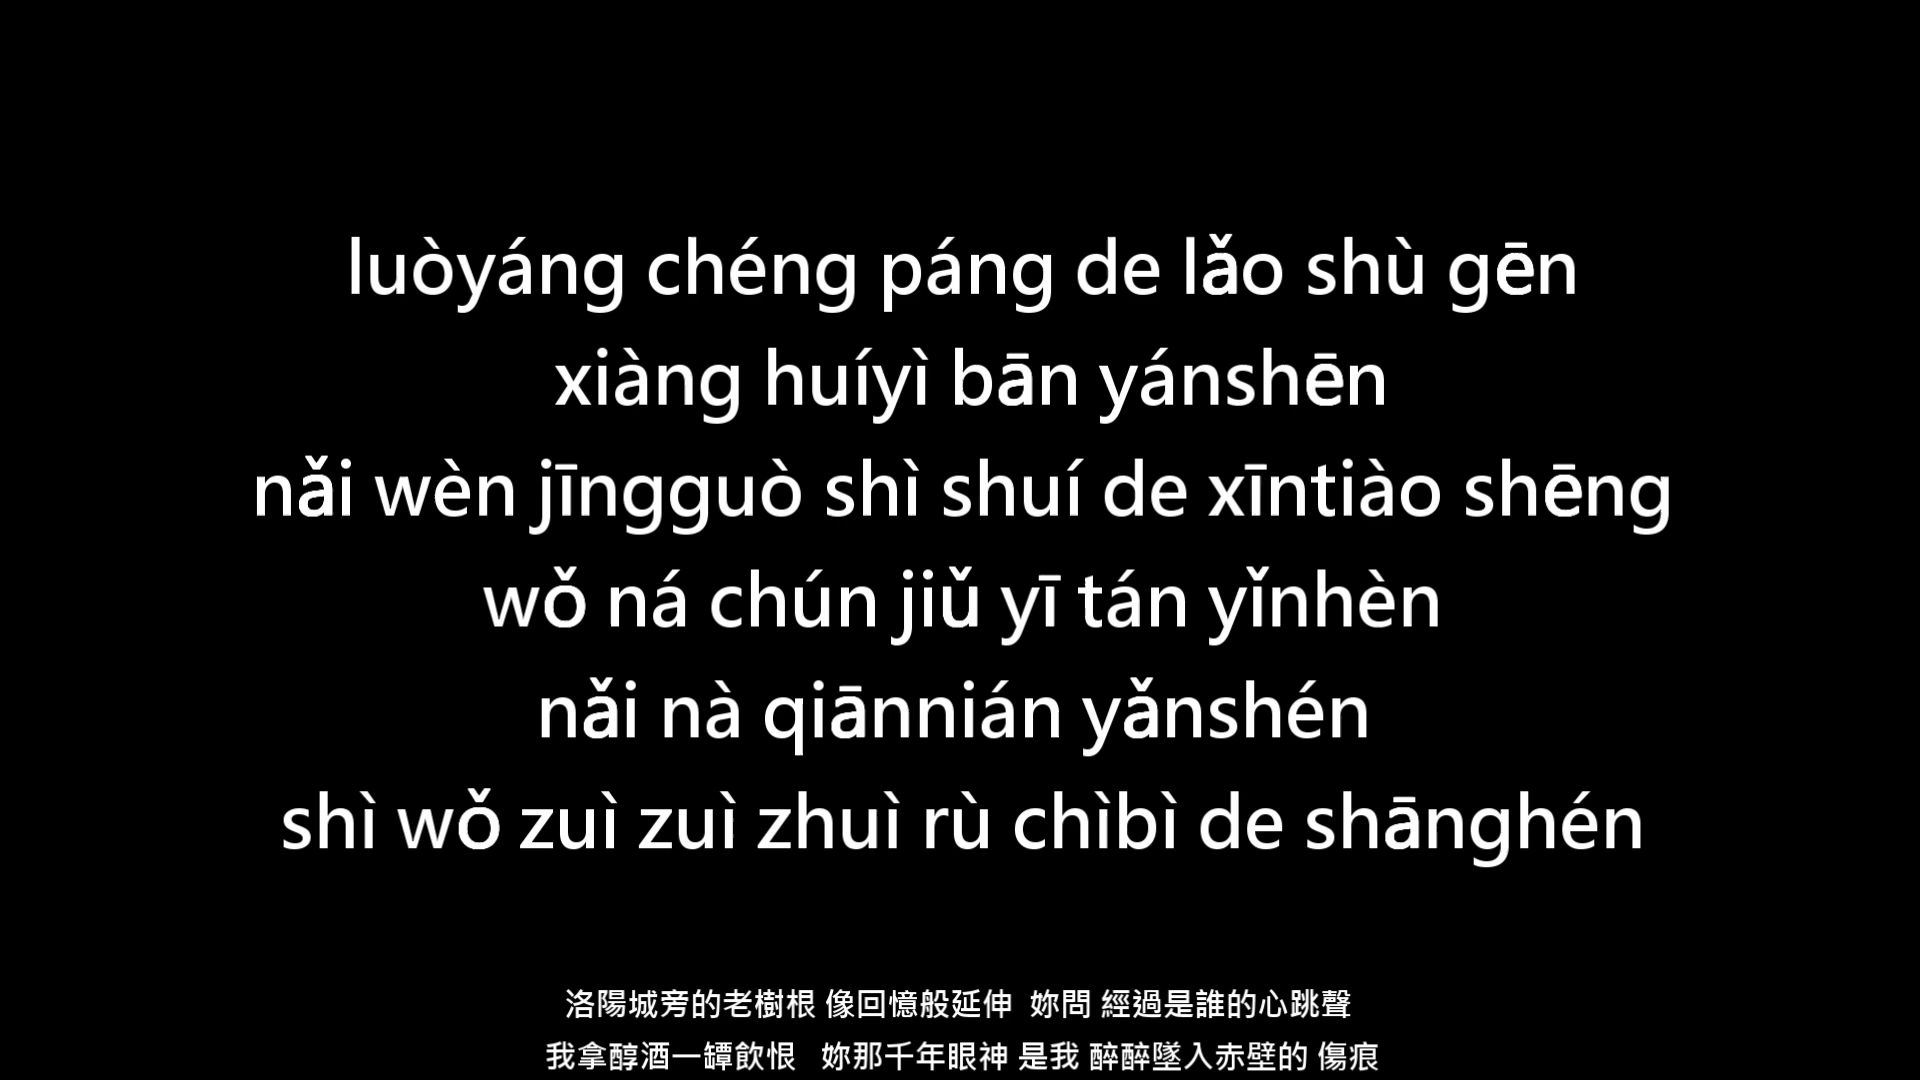 luòyáng chéng páng de lǎo shù gēn
xiàng huíyì bān yánshēn
nǎi wèn jīngguò shì shuí de xīntiào shēng
wǒ ná chún jiǔ yī tán yǐnhèn
nǎi nà qiānnián yǎnshén
shì wǒ zuì zuì zhuì rù chìbì de shānghén
洛陽城旁的老樹根 像回憶般延伸 妳問 經過是誰的心跳聲
我拿醇酒一罈飲恨 妳那千年眼神 是我 醉醉墜入赤壁的 傷痕